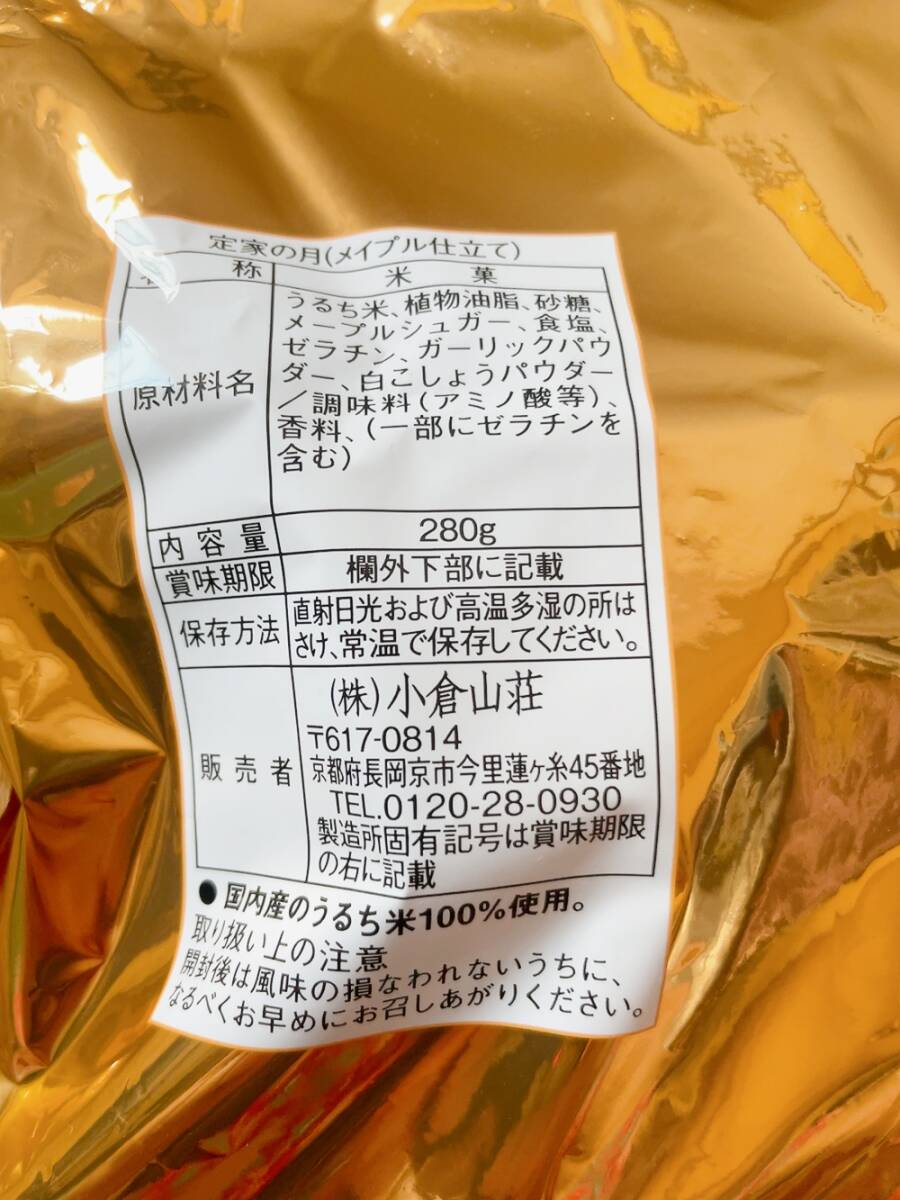 定家の月(メイプル仕立て)
称 米菓
原材料名
うるち米、植物油脂、砂糖、
メープルシュガー、食塩、
ゼラチン、ガーリックパウ
ダー、白こしょうパウダー
/調味料(アミノ酸等)、
香料、(一部にゼラチンを
含む)
内容量 280g
賞味期限 欄外下部に記載
保存方法
直射日光および高温多湿の所は
さけ、常温で保存してください。
販売者
(株)小倉山荘
〒617-0814
京都府長岡京市今里蓮ヶ糸45番地
TEL.0120-28-0930
製造所固有記号は賞味期限
の右に記載
●国内産のうるち米100%使用。
取り扱い上の注意
開封後は風味の損なわれないうちに、
なるべくお早めにお召しあがりください。